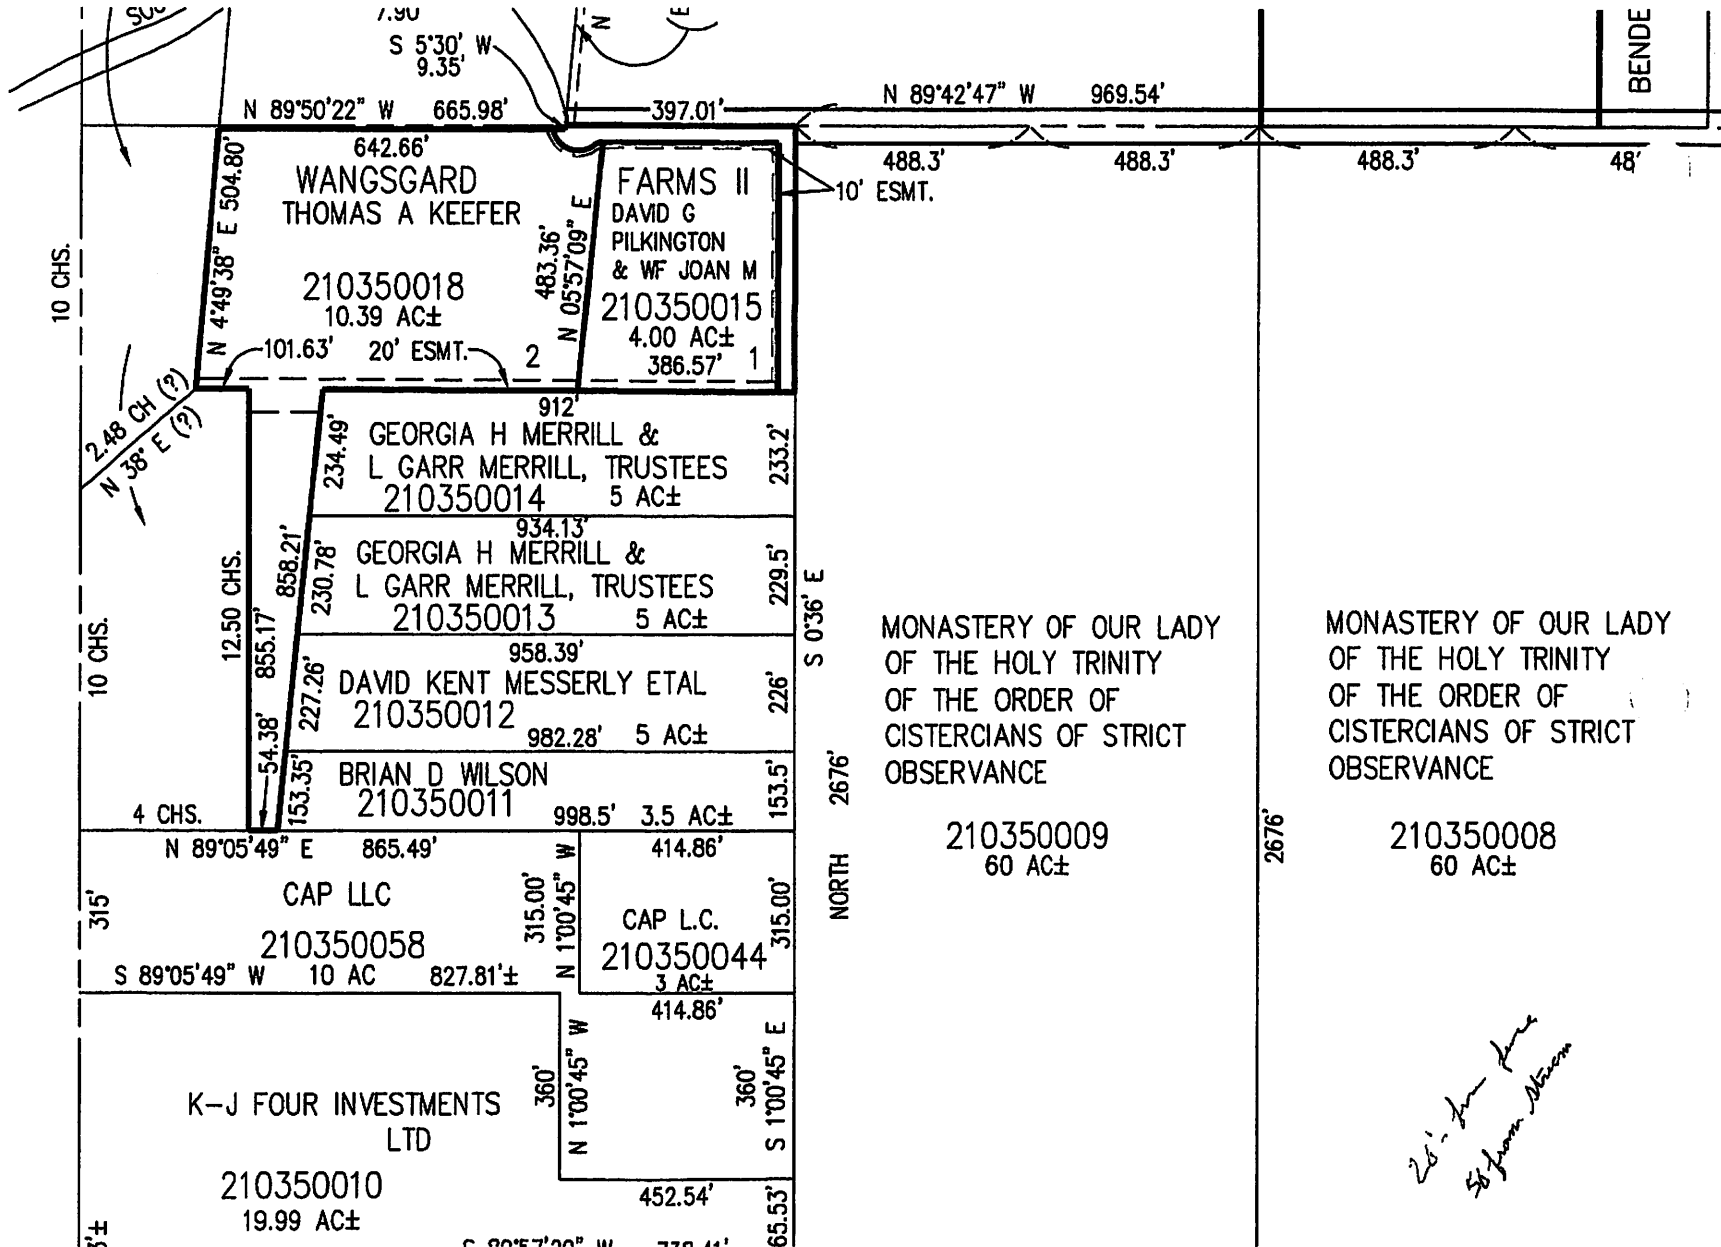 7.90'
S 5°30' W
9.35'
N
E
BENDE
N 89°50'22" W 665.98'
397.01'
N 89°42'47" W 969.54'
642.66'
488.3'
488.3'
488.3'
48'
10' ESMT.
WANGSGARD
THOMAS A KEEFER
210350018
10.39 AC±
N 4°49'38" E 504.80'
483.36'
N 05°57'09" E
FARMS II
DAVID G
PILKINGTON
& WF JOAN M
210350015
4.00 AC±
386.57'
1
101.63'
20' ESMT.
2
10 CHS.
2.48 CH (?)
N 38° E (?)
912'
GEORGIA H MERRILL &
L GARR MERRILL, TRUSTEES
210350014 5 AC±
234.49'
233.2'
934.13'
GEORGIA H MERRILL &
L GARR MERRILL, TRUSTEES
210350013 5 AC±
230.78'
229.5'
858.21'
855.17'
12.50 CHS.
10 CHS.
S 0°36' E
958.39'
DAVID KENT MESSERLY ETAL
210350012
982.28' 5 AC±
227.26'
226'
54.38'
BRIAN D WILSON
210350011
998.5' 3.5 AC±
153.35'
153.5'
NORTH 2676'
MONASTERY OF OUR LADY
OF THE HOLY TRINITY
OF THE ORDER OF
CISTERCIANS OF STRICT
OBSERVANCE
210350009
60 AC±
2676'
MONASTERY OF OUR LADY
OF THE HOLY TRINITY
OF THE ORDER OF
CISTERCIANS OF STRICT
OBSERVANCE
210350008
60 AC±
4 CHS.
N 89°05'49" E 865.49'
414.86'
315'
CAP LLC
210350058
S 89°05'49" W 10 AC 827.81'±
315.00'
N 1°00'45" W
CAP L.C.
210350044
3 AC±
315.00'
414.86'
K-J FOUR INVESTMENTS
LTD
210350010
19.99 AC±
360'
N 1°00'45" W
360'
S 1°00'45" E
452.54'
65.53'
from fence
from stream